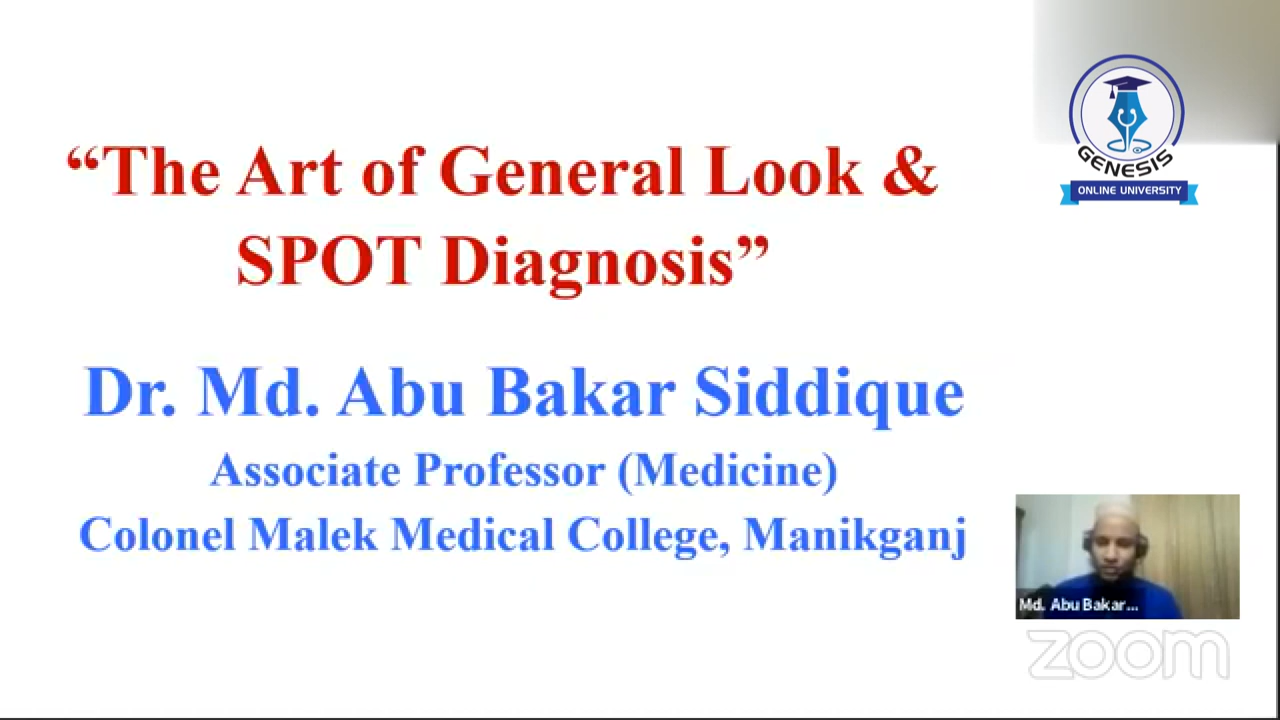 “The Art of General Look &
SPOT Diagnosis”
Dr. Md. Abu Bakar Siddique
Associate Professor (Medicine)
Colonel Malek Medical College, Manikganj
GENESIS
ONLINE UNIVERSITY
Md. Abu Bakar...
zoom